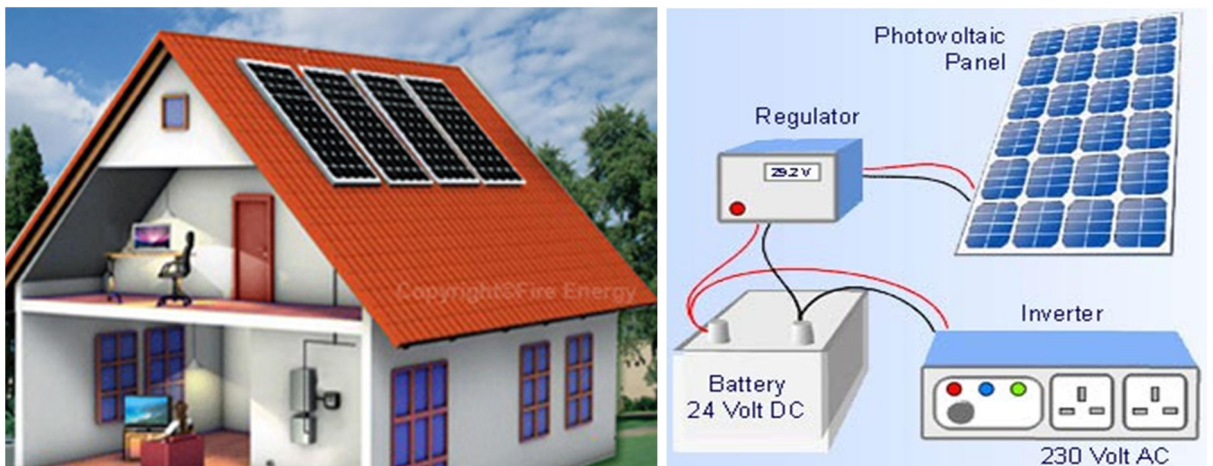 Copyright©Fire Energy
Photovoltaic
Panel
Regulator
29.2 V
Inverter
Battery
24 Volt DC
230 Volt AC